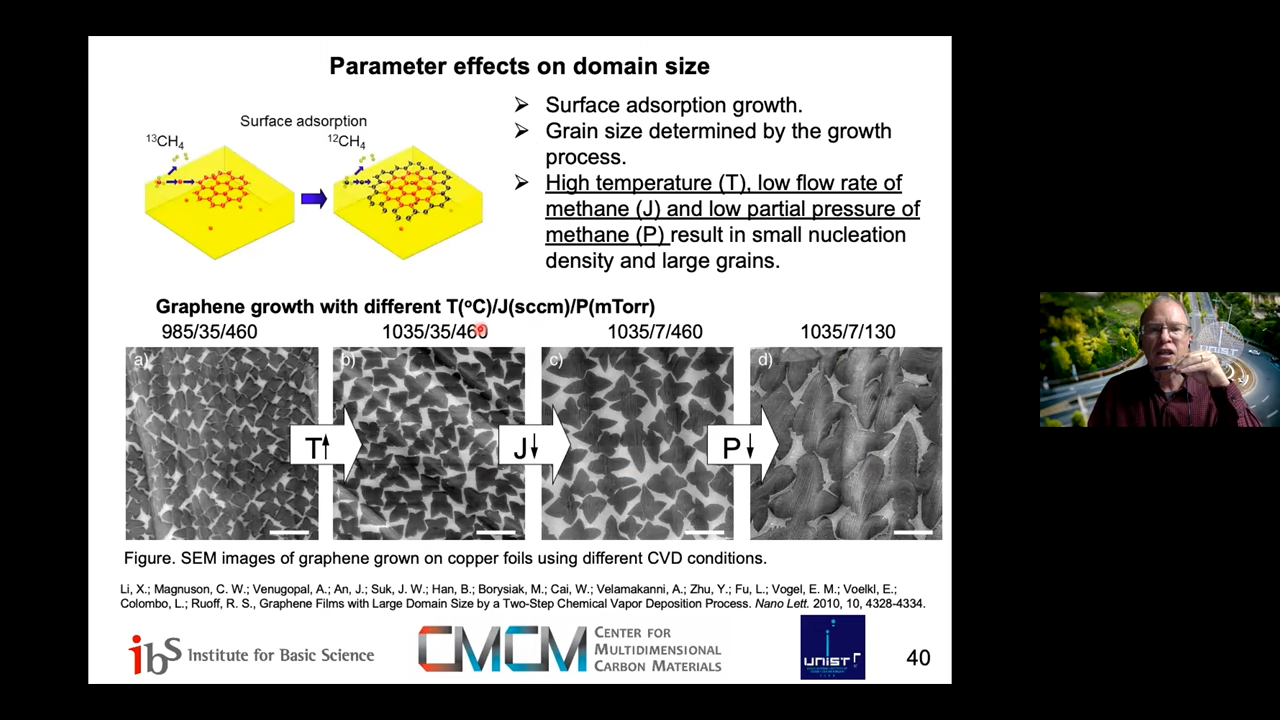 Parameter effects on domain size
Surface adsorption
¹³CH₄
¹²CH₄
➢ Surface adsorption growth.
➢ Grain size determined by the growth
process.
➢ High temperature (T), low flow rate of
methane (J) and low partial pressure of
methane (P) result in small nucleation
density and large grains.
Graphene growth with different T(ºC)/J(sccm)/P(mTorr)
985/35/460
1035/35/460
1035/7/460
1035/7/130
a)
b)
c)
d)
T↑
J↓
P↓
Figure. SEM images of graphene grown on copper foils using different CVD conditions.
Li, X.; Magnuson, C. W.; Venugopal, A.; An, J.; Suk, J. W.; Han, B.; Borysiak, M.; Cai, W.; Velamakanni, A.; Zhu, Y.; Fu, L.; Vogel, E. M.; Voelkl, E.;
Colombo, L.; Ruoff, R. S., Graphene Films with Large Domain Size by a Two-Step Chemical Vapor Deposition Process. Nano Lett. 2010, 10, 4328-4334.
ibS Institute for Basic Science
CMCM
CENTER FOR
MULTIDIMENSIONAL
CARBON MATERIALS
UNIST
40